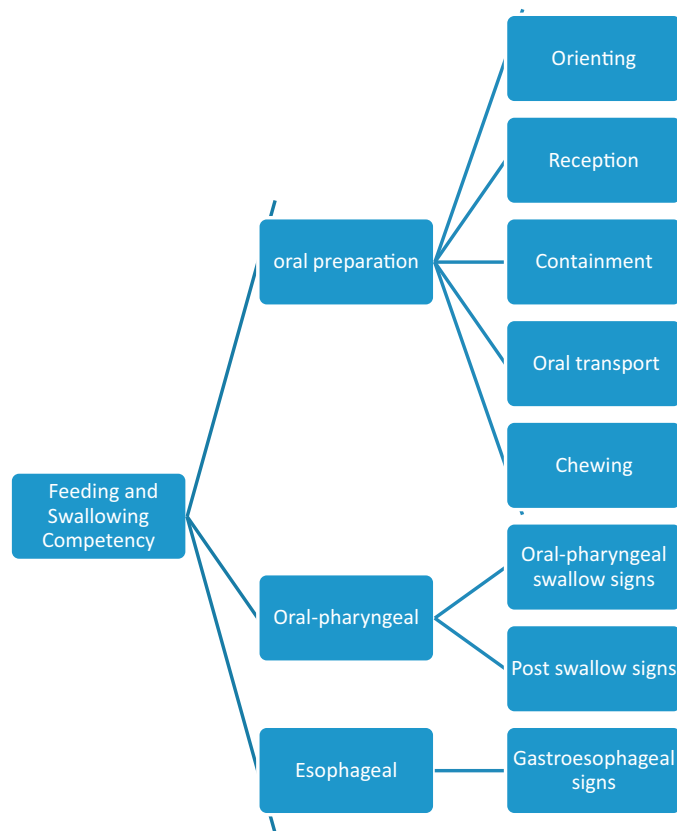 Orienting
Reception
oral preparation
Containment
Oral transport
Chewing
Feeding and
Swallowing
Competency
Oral-pharyngeal
swallow signs
Oral-pharyngeal
Post swallow signs
Esophageal
Gastroesophageal
signs